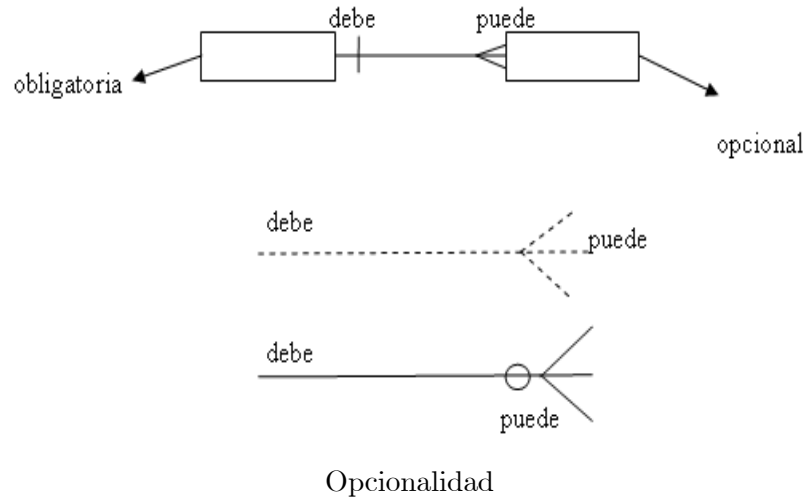 debe
puede
obligatoria
opcional
debe
puede
debe
puede
Opcionalidad